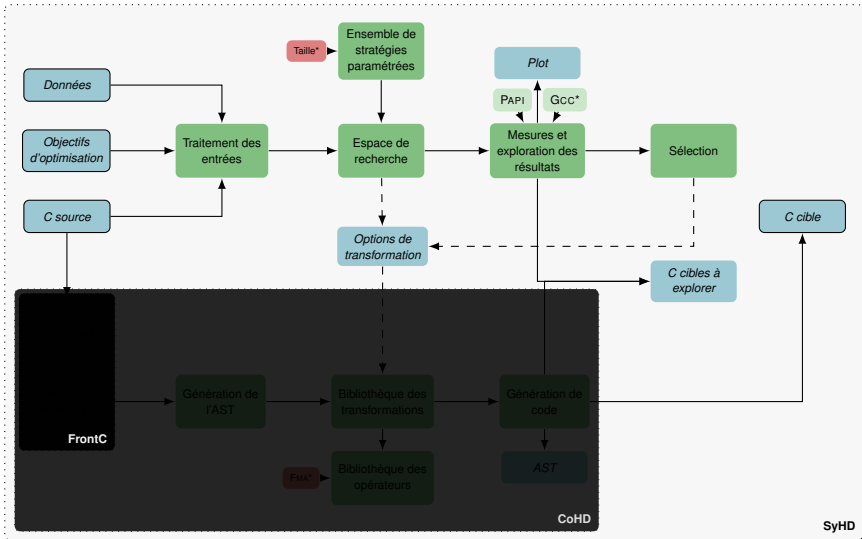 Ensemble de
stratégies
paramétrées
Taille*
Plot
Données
PAPI
GCC*
Objectifs
d'optimisation
Traitement des
entrées
Espace de
recherche
Mesures et
exploration des
résultats
Sélection
C source
C cible
Options de
transformation
C cibles à
explorer
Génération de
l'AST
Bibliothèque des
transformations
Génération de
code
FrontC
FMA*
Bibliothèque des
opérateurs
AST
CoHD
SyHD